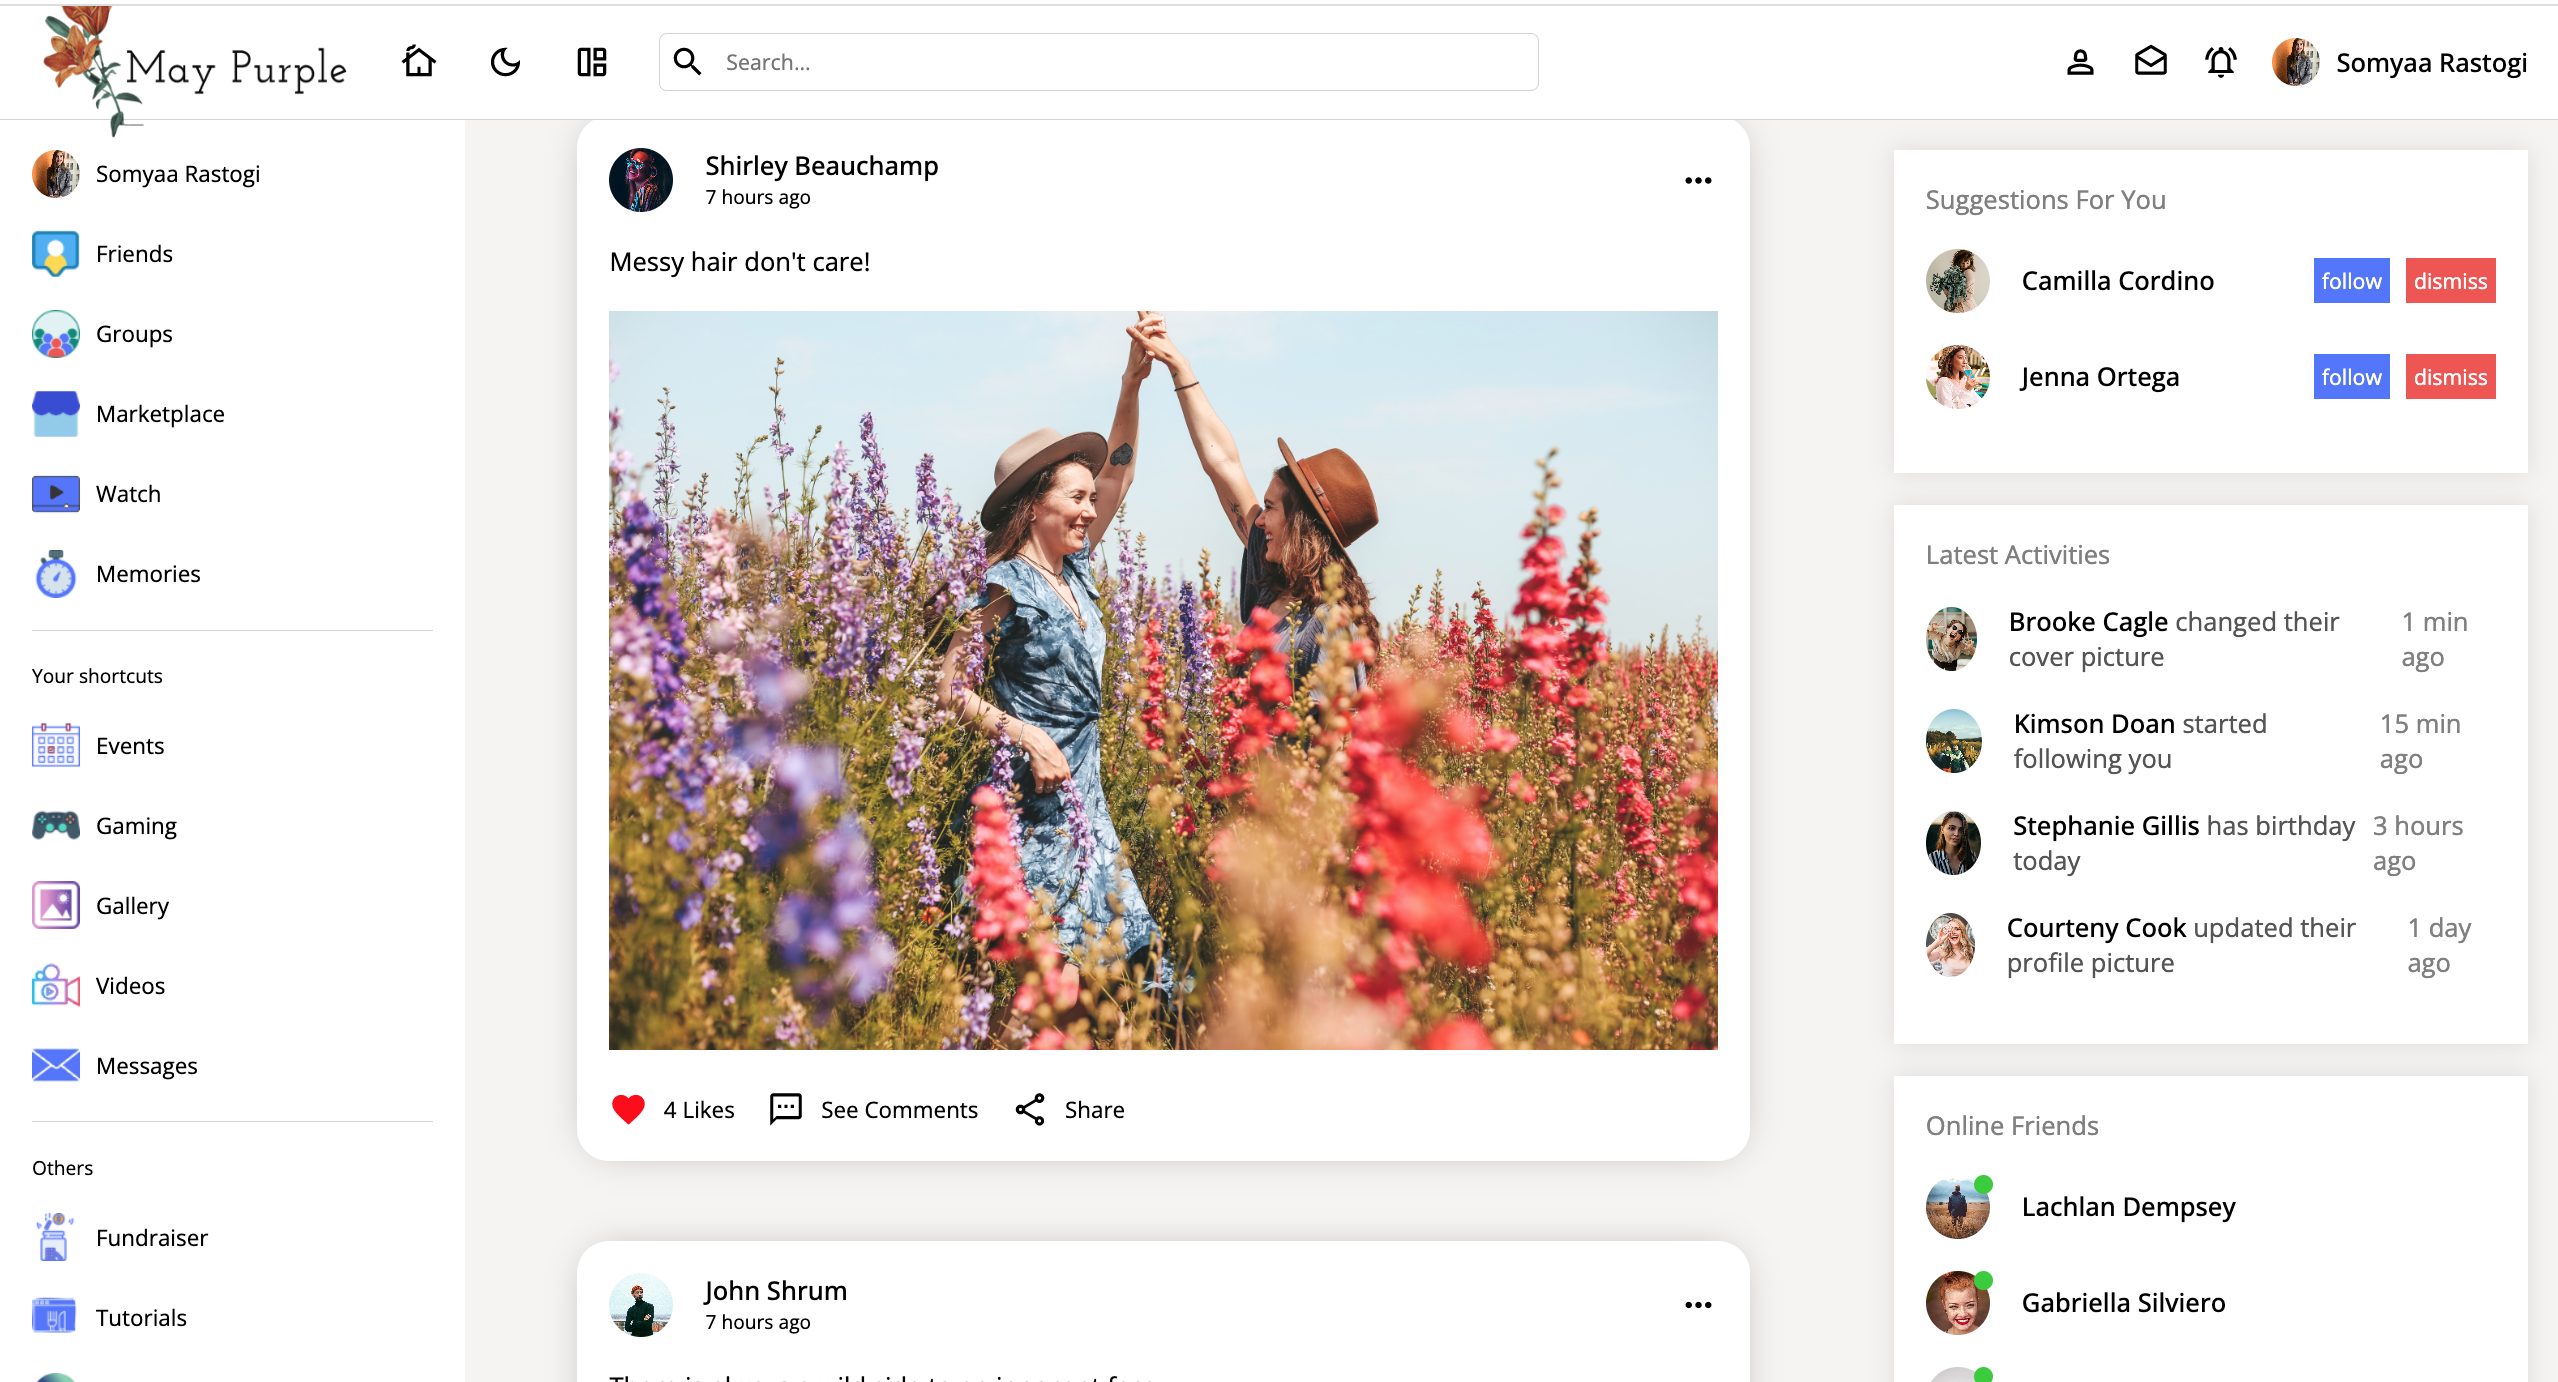 May Purple
Search...
Somyaa Rastogi
Somyaa Rastogi
Friends
Groups
Marketplace
Watch
Memories
Your shortcuts
Events
Gaming
Gallery
Videos
Messages
Others
Fundraiser
Tutorials
Shirley Beauchamp
7 hours ago
Messy hair don't care!
4 Likes
See Comments
Share
John Shrum
7 hours ago
Suggestions For You
Camilla Cordino
follow
dismiss
Jenna Ortega
follow
dismiss
Latest Activities
Brooke Cagle changed their
cover picture
1 min
ago
Kimson Doan started
following you
15 min
ago
Stephanie Gillis has birthday
today
3 hours
ago
Courteny Cook updated their
profile picture
1 day
ago
Online Friends
Lachlan Dempsey
Gabriella Silviero